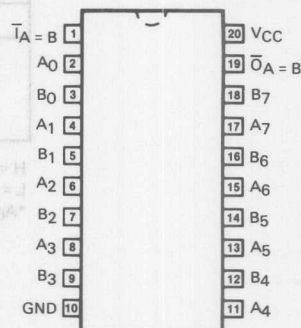 I̅A = B 1 20 VCC
A0 2 19 O̅A = B
B0 3 18 B7
A1 4 17 A7
B1 5 16 B6
A2 6 15 A6
B2 7 14 B5
A3 8 13 A5
B3 9 12 B4
GND 10 11 A4